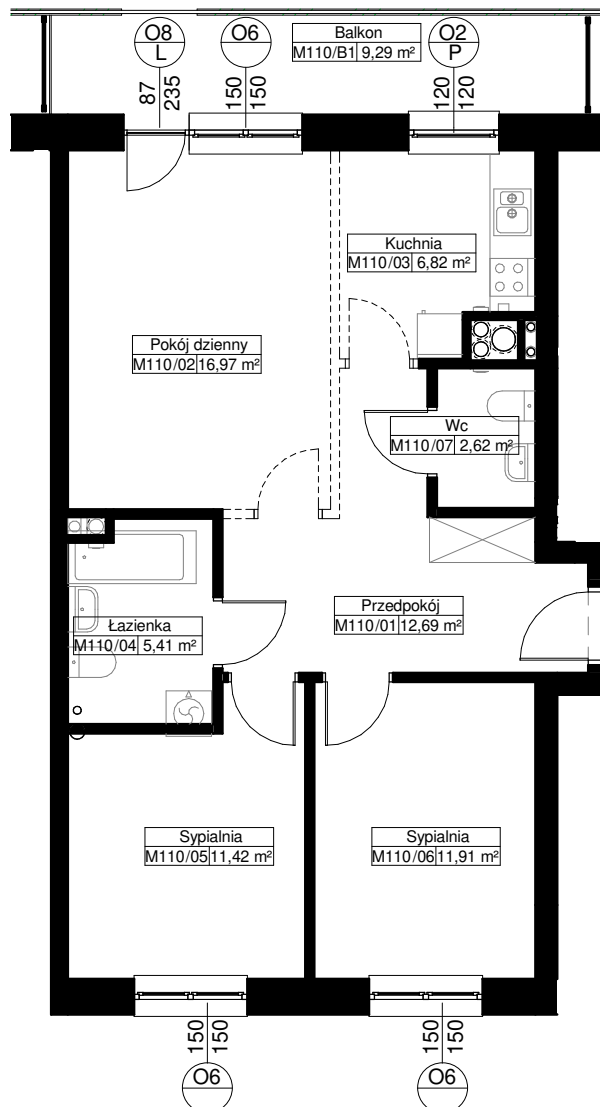 O8
L
O6
Balkon
M110/B1 9,29 m²
O2
P
87
235
150
150
120
120
Kuchnia
M110/03 6,82 m²
Pokój dzienny
M110/02 16,97 m²
Wc
M110/07 2,62 m²
Przedpokój
M110/01 12,69 m²
Łazienka
M110/04 5,41 m²
Sypialnia
M110/05 11,42 m²
Sypialnia
M110/06 11,91 m²
150
150
150
150
O6
O6